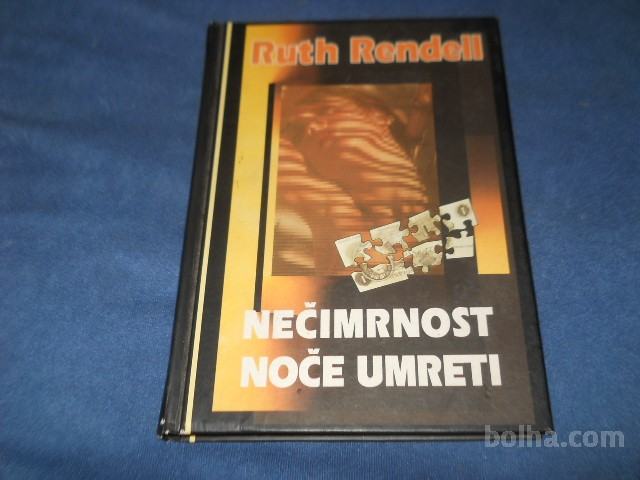 Ruth Rendell
NEČIMRNOST
NOČE UMRETI
bolha.com